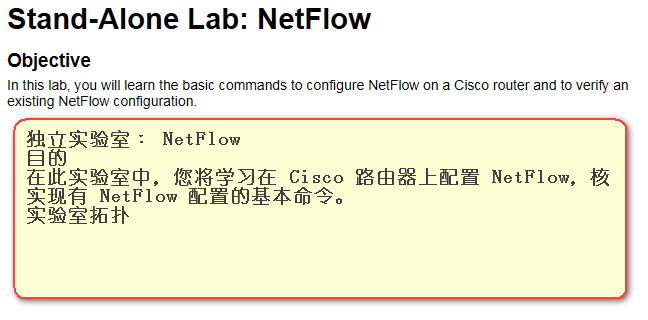 Stand-Alone Lab: NetFlow
Objective
In this lab, you will learn the basic commands to configure NetFlow on a Cisco router and to verify an
existing NetFlow configuration.
独立实验室： NetFlow
目的
在此实验室中，您将学习在 Cisco 路由器上配置 NetFlow，核
实现有 NetFlow 配置的基本命令。
实验室拓扑